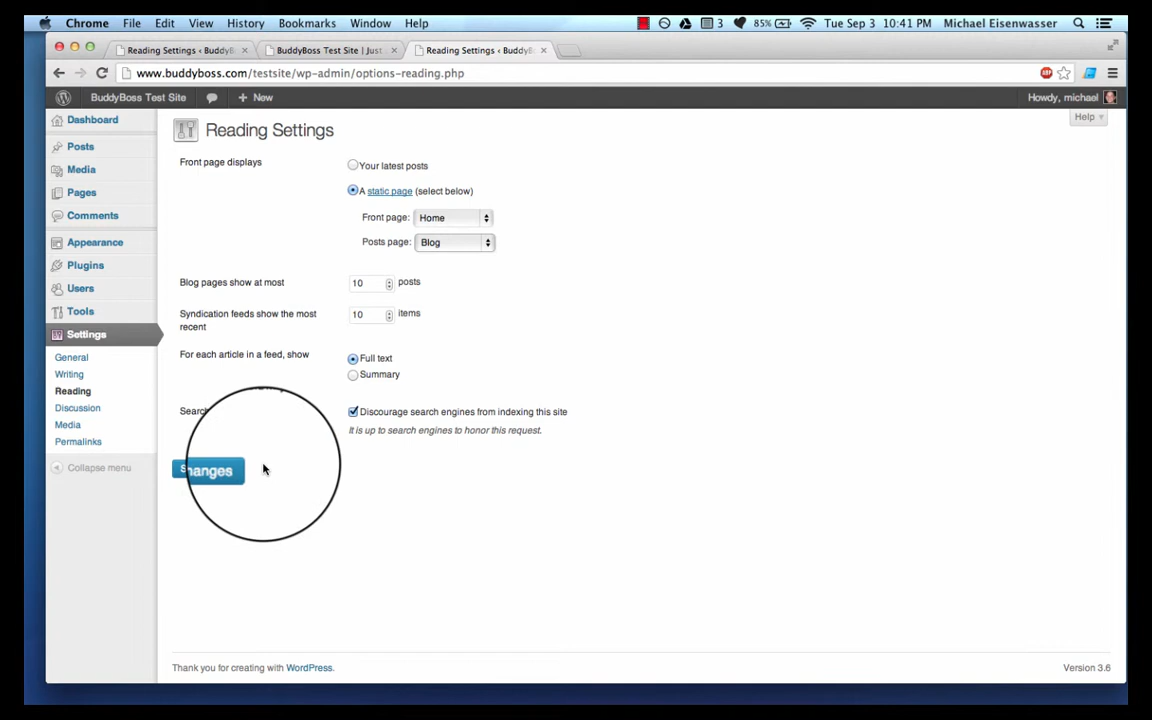 Chrome File Edit View History Bookmarks Window Help 3 85% Tue Sep 3 10:41 PM Michael Eisenwasser
Reading Settings ‹ BuddyB BuddyBoss Test Site | Just Reading Settings ‹ BuddyB
www.buddyboss.com/testsite/wp-admin/options-reading.php
BuddyBoss Test Site + New Howdy, michael
Help
Dashboard
Posts
Media
Pages
Comments
Appearance
Plugins
Users
Tools
Settings
General
Writing
Reading
Discussion
Media
Permalinks
Collapse menu
Reading Settings
Front page displays
Your latest posts
A static page (select below)
Front page: Home
Posts page: Blog
Blog pages show at most 10 posts
Syndication feeds show the most recent 10 items
For each article in a feed, show
Full text
Summary
Search
Discourage search engines from indexing this site
It is up to search engines to honor this request.
hanges
Thank you for creating with WordPress. Version 3.6